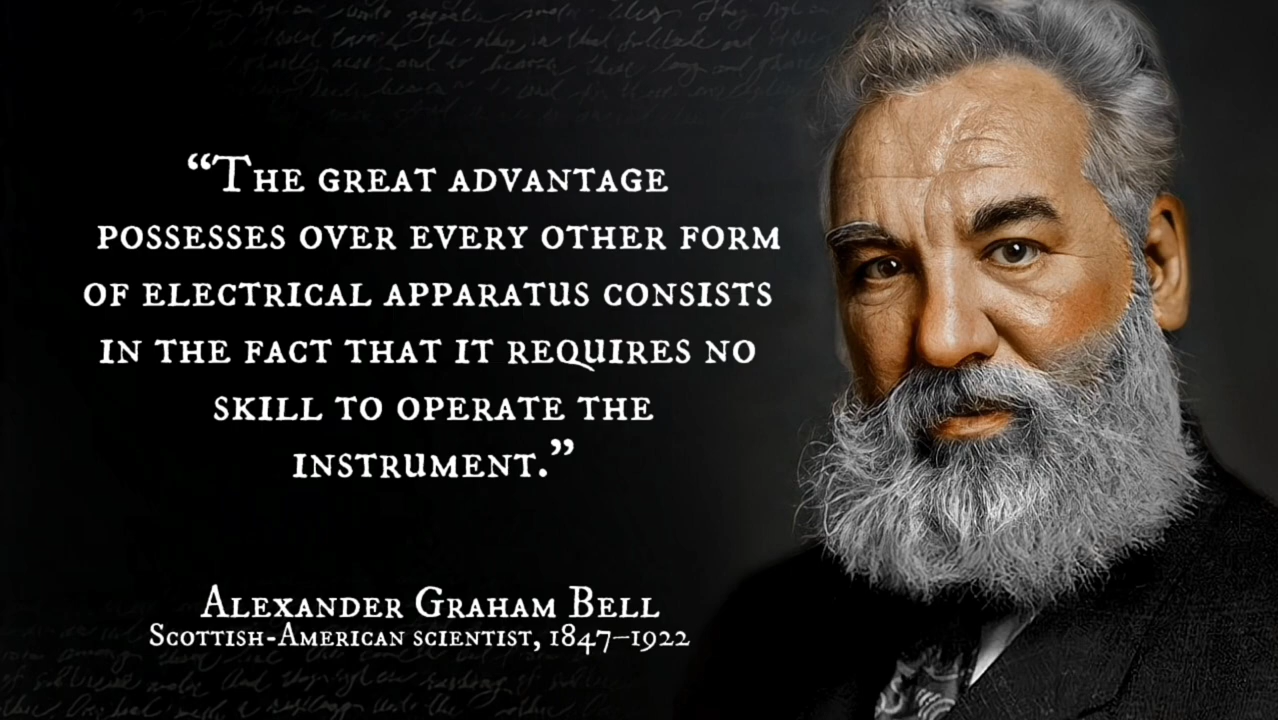 “The great advantage
possesses over every other form
of electrical apparatus consists
in the fact that it requires no
skill to operate the
instrument.”
Alexander Graham Bell
Scottish-American scientist, 1847–1922